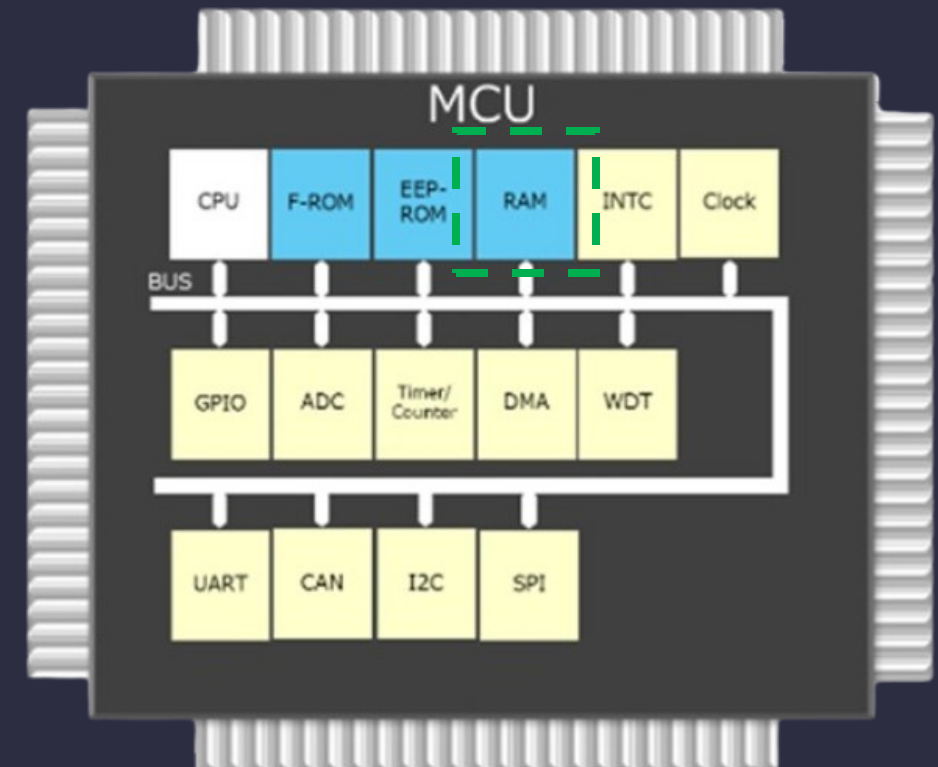 MCU
CPU
F-ROM
EEP-
ROM
RAM
INTC
Clock
BUS
GPIO
ADC
Timer/
Counter
DMA
WDT
UART
CAN
I2C
SPI